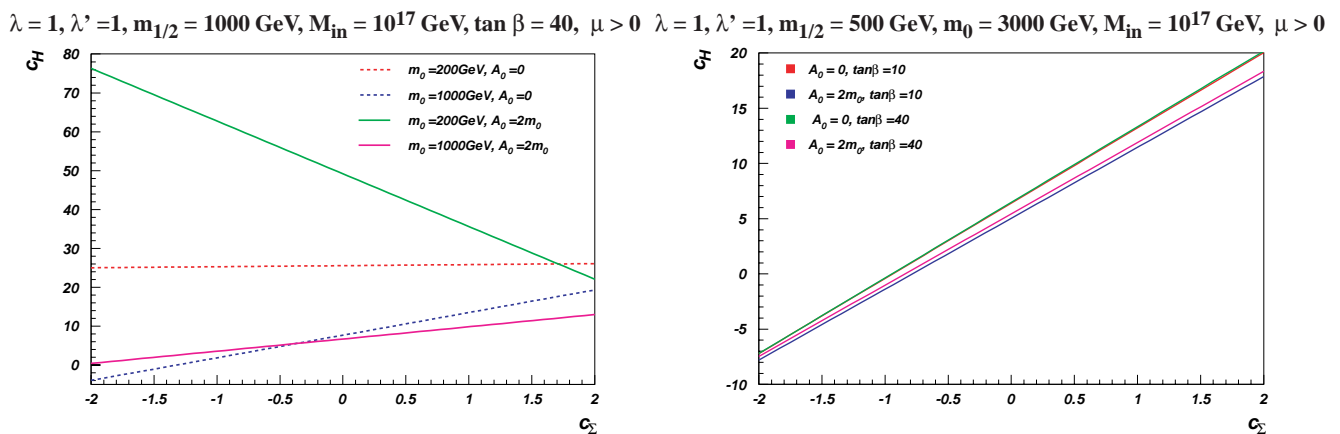 λ = 1, λ' =1, m1/2 = 1000 GeV, Min = 10^17 GeV, tan β = 40, μ > 0
cH
80
70
60
50
40
30
20
10
0
m0 =200GeV, A0 =0
m0 =1000GeV, A0 =0
m0 =200GeV, A0 =2m0
m0 =1000GeV, A0 =2m0
-2 -1.5 -1 -0.5 0 0.5 1 1.5 2
cΣ
λ = 1, λ' =1, m1/2 = 500 GeV, m0 = 3000 GeV, Min = 10^17 GeV, μ > 0
cH
20
15
10
5
0
-5
-10
A0 = 0, tanβ =10
A0 = 2m0, tanβ =10
A0 = 0, tanβ =40
A0 = 2m0, tanβ =40
-2 -1.5 -1 -0.5 0 0.5 1 1.5 2
cΣ